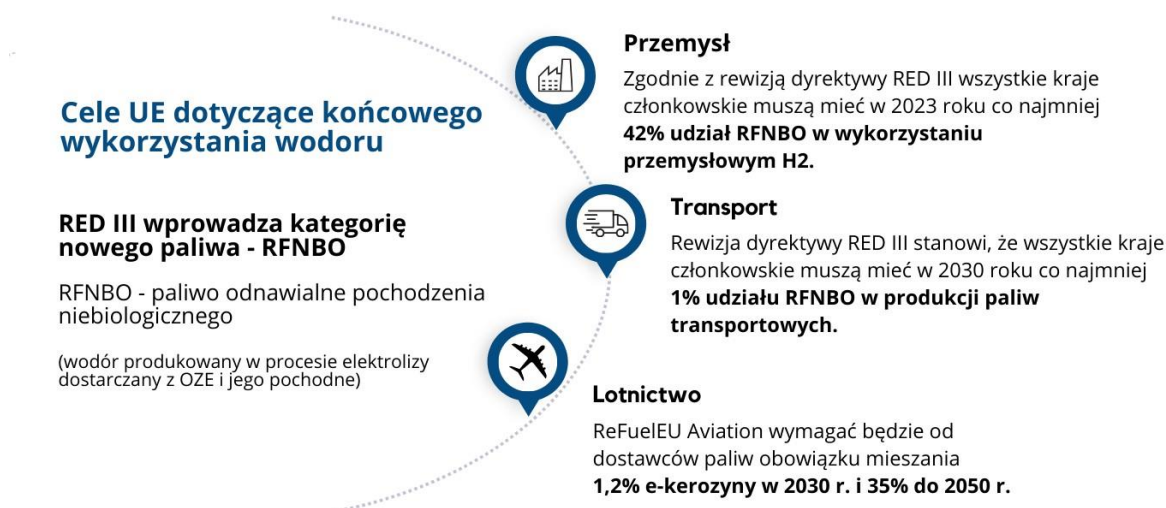 Cele UE dotyczące końcowego
wykorzystania wodoru
RED III wprowadza kategorię
nowego paliwa - RFNBO
RFNBO - paliwo odnawialne pochodzenia
niebiologicznego
(wodór produkowany w procesie elektrolizy
dostarczany z OZE i jego pochodne)
Przemysł
Zgodnie z rewizją dyrektywy RED III wszystkie kraje
członkowskie muszą mieć w 2023 roku co najmniej
42% udział RFNBO w wykorzystaniu
przemysłowym H2.
Transport
Rewizja dyrektywy RED III stanowi, że wszystkie kraje
członkowskie muszą mieć w 2030 roku co najmniej
1% udziału RFNBO w produkcji paliw
transportowych.
Lotnictwo
ReFuelEU Aviation wymagać będzie od
dostawców paliw obowiązku mieszania
1,2% e-kerozyny w 2030 r. i 35% do 2050 r.